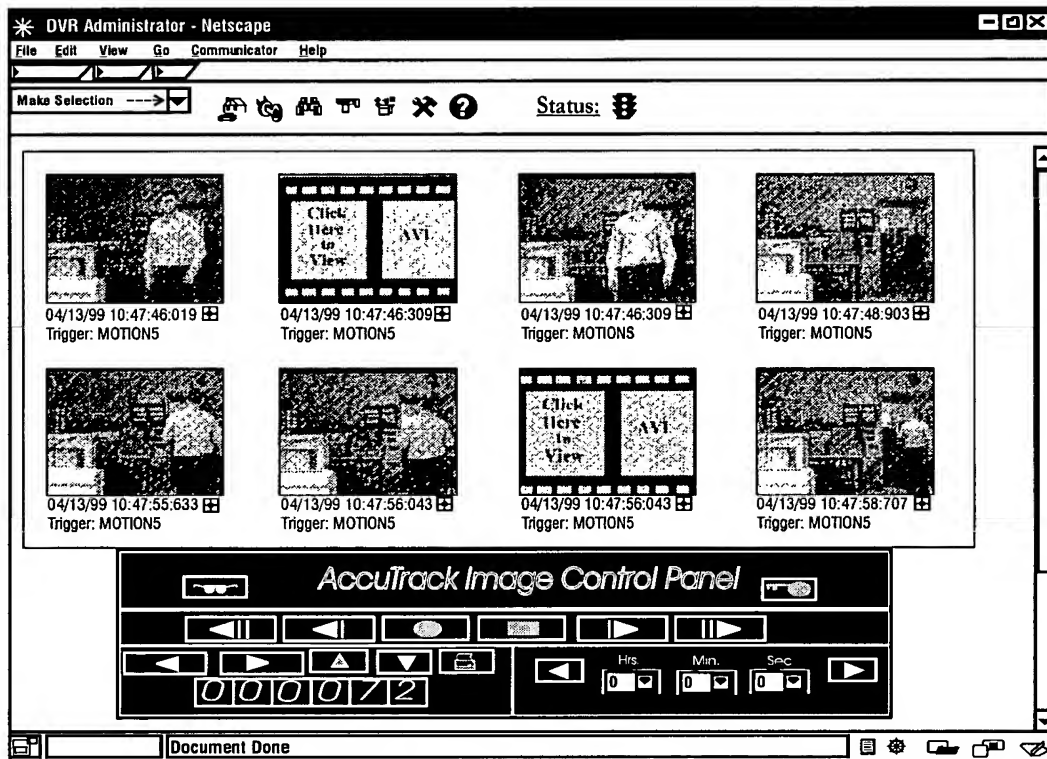 DVR Administrator - Netscape
File Edit View Go Communicator Help
Make Selection ---->
Status:
Click Here to View AVI
04/13/99 10:47:46:019 04/13/99 10:47:46:309 04/13/99 10:47:46:309 04/13/99 10:47:48:903
Trigger: MOTION5 Trigger: MOTION5 Trigger: MOTIONS Trigger: MOTION5
Click Here to View AVI
04/13/99 10:47:55:633 04/13/99 10:47:56:043 04/13/99 10:47:56:043 04/13/99 10:47:58:707
Trigger: MOTION5 Trigger: MOTION5 Trigger: MOTION5 Trigger: MOTION5
AccuTrack Image Control Panel
Hrs. Min. Sec
000072 0 0 0
Document Done